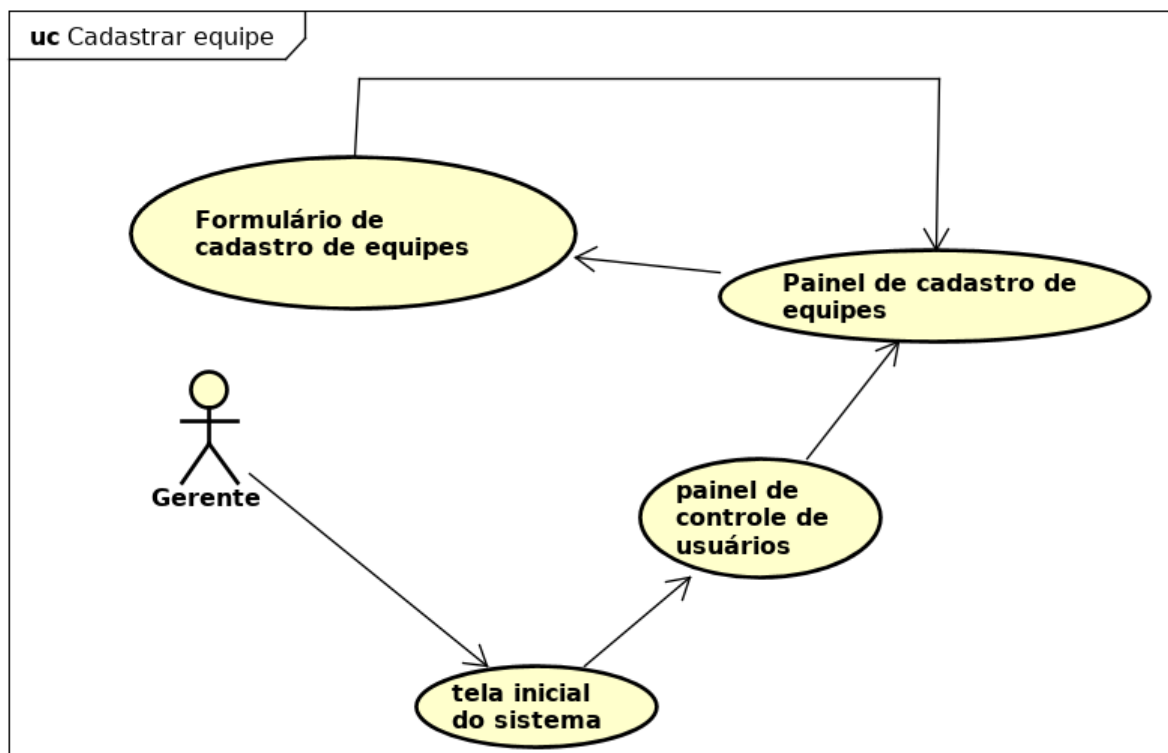 uc Cadastrar equipe
Formulário de
cadastro de equipes
Painel de cadastro de
equipes
Gerente
painel de
controle de
usuários
tela inicial
do sistema